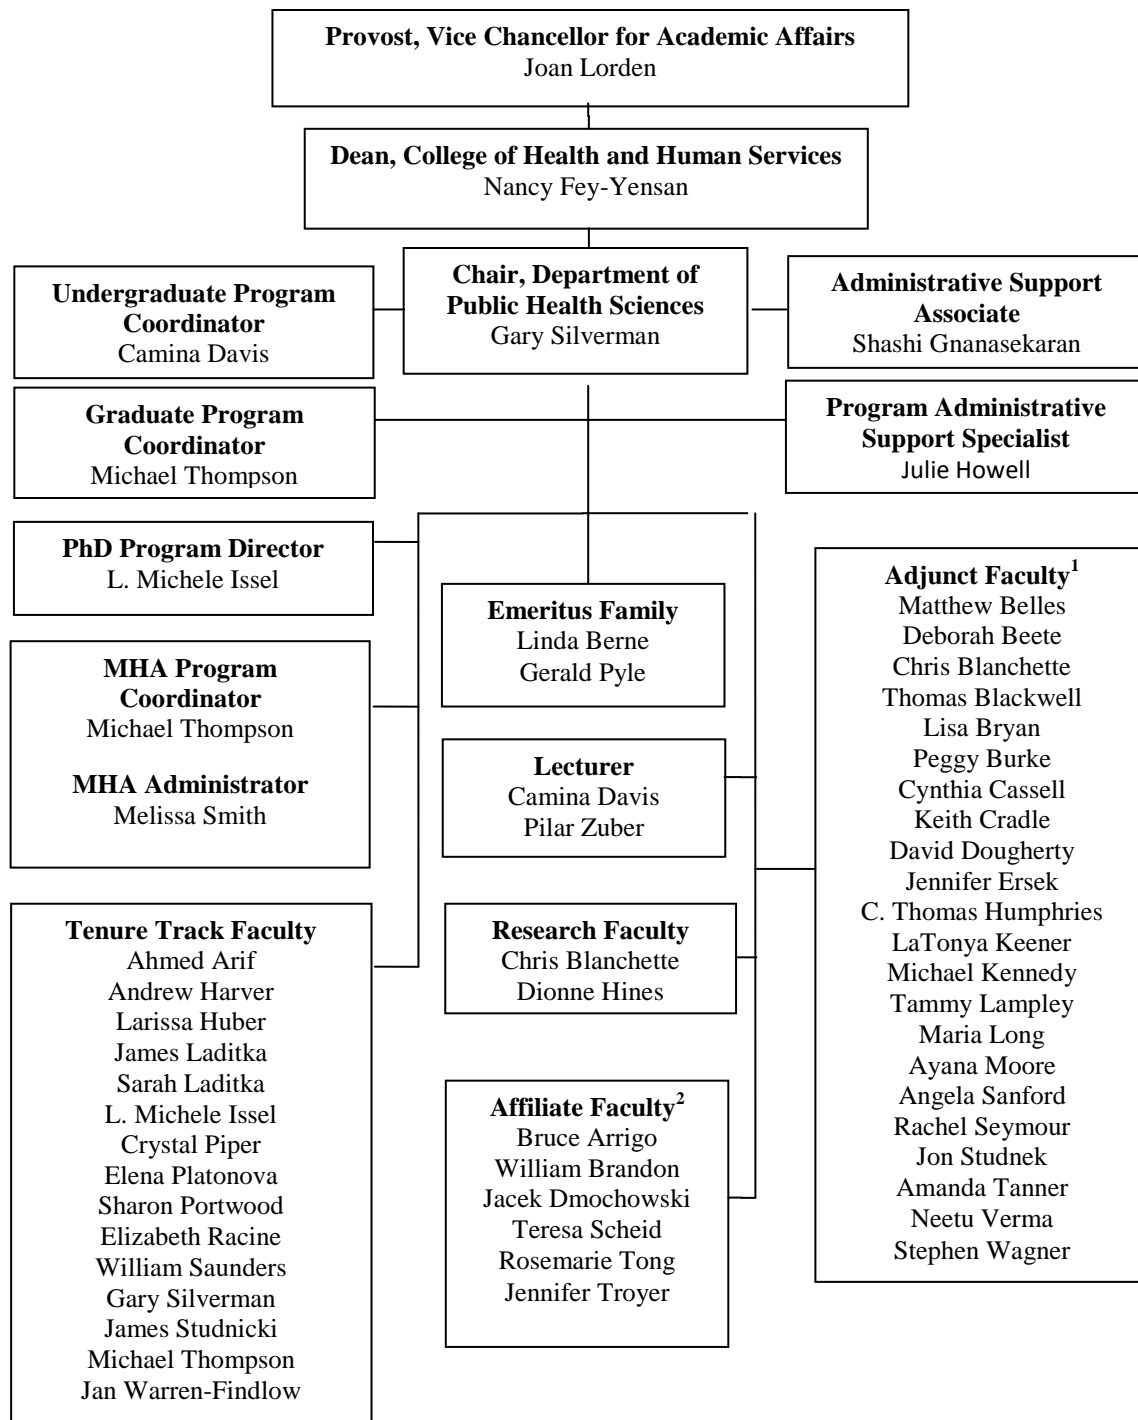 Provost, Vice Chancellor for Academic Affairs
Joan Lorden
Dean, College of Health and Human Services
Nancy Fey-Yensan
Chair, Department of
Public Health Sciences
Gary Silverman
Undergraduate Program
Coordinator
Camina Davis
Administrative Support
Associate
Shashi Gnanasekaran
Graduate Program
Coordinator
Michael Thompson
Program Administrative
Support Specialist
Julie Howell
PhD Program Director
L. Michele Issel
MHA Program
Coordinator
Michael Thompson
MHA Administrator
Melissa Smith
Tenure Track Faculty
Ahmed Arif
Andrew Harver
Larissa Huber
James Laditka
Sarah Laditka
L. Michele Issel
Crystal Piper
Elena Platonova
Sharon Portwood
Elizabeth Racine
William Saunders
Gary Silverman
James Studnicki
Michael Thompson
Jan Warren-Findlow
Emeritus Family
Linda Berne
Gerald Pyle
Lecturer
Camina Davis
Pilar Zuber
Research Faculty
Chris Blanchette
Dionne Hines
Affiliate Faculty²
Bruce Arrigo
William Brandon
Jacek Dmochowski
Teresa Scheid
Rosemarie Tong
Jennifer Troyer
Adjunct Faculty¹
Matthew Belles
Deborah Beete
Chris Blanchette
Thomas Blackwell
Lisa Bryan
Peggy Burke
Cynthia Cassell
Keith Cradle
David Dougherty
Jennifer Ersek
C. Thomas Humphries
LaTonya Keener
Michael Kennedy
Tammy Lampley
Maria Long
Ayana Moore
Angela Sanford
Rachel Seymour
Jon Studnek
Amanda Tanner
Neetu Verma
Stephen Wagner